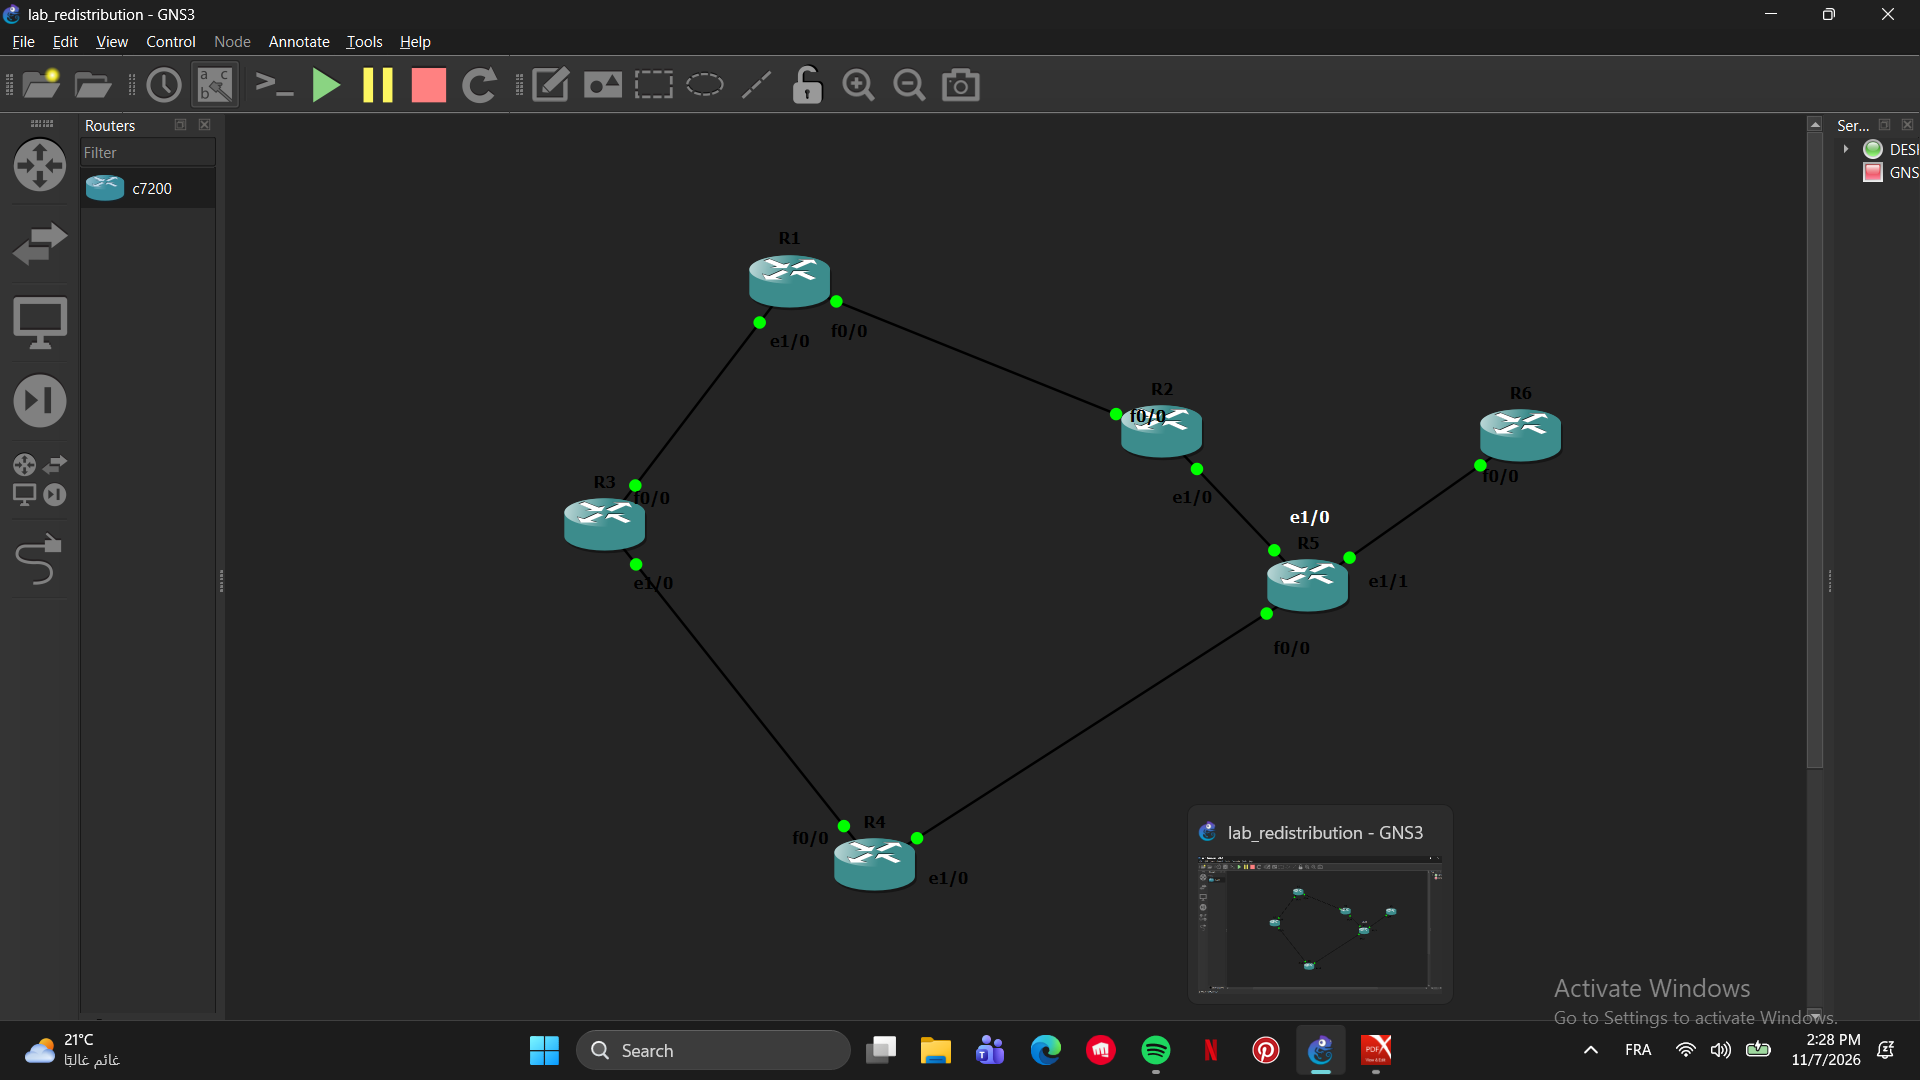 lab_redistribution - GNS3
File Edit View Control Node Annotate Tools Help
Routers
Filter
c7200
Ser...
DESH
GNS
R1
e1/0
f0/0
R2
f0/0
e1/0
R6
f0/0
R3
f0/0
e1/0
e1/0
R5
e1/1
f0/0
R4
f0/0
e1/0
lab_redistribution - GNS3
Activate Windows
Go to Settings to activate Windows.
21°C
غائم غالبًا
Search
FRA
2:28 PM
11/7/2026